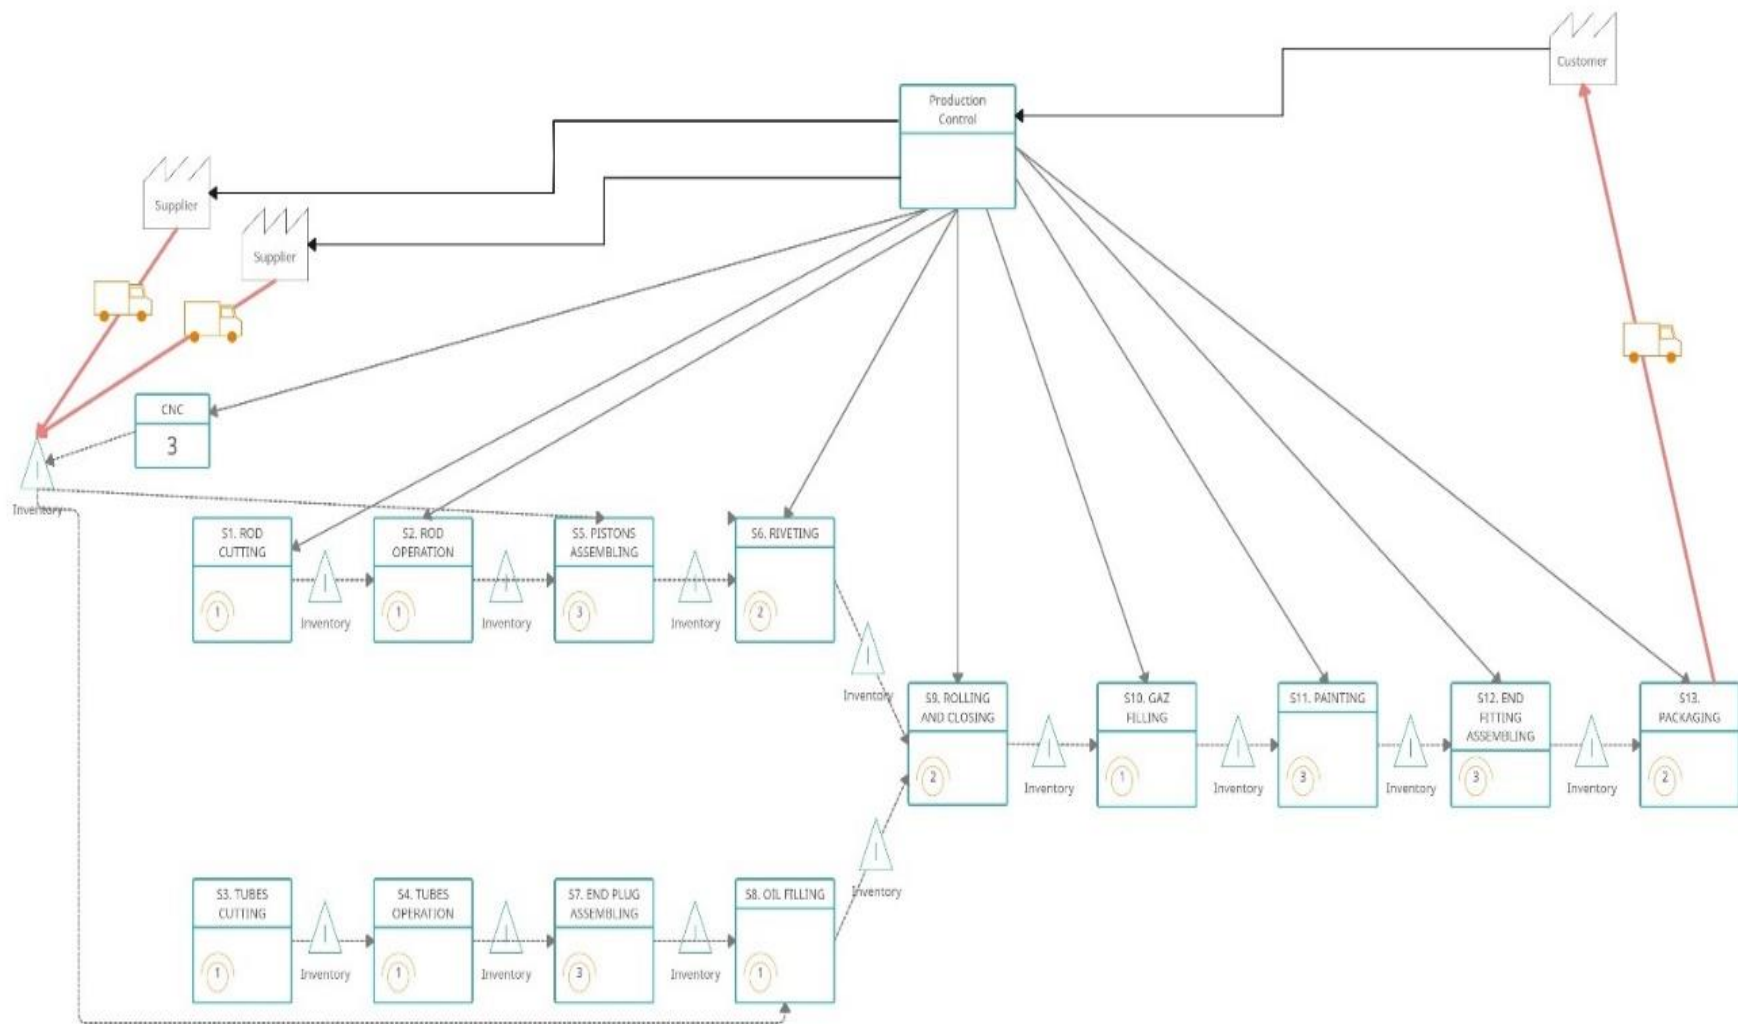 Customer
Production
Control
Supplier
Supplier
CNC
3
Inventory
S1. ROD
CUTTING
1
Inventory
S2. ROD
OPERATION
1
Inventory
S5. PISTONS
ASSEMBLING
3
Inventory
S6. RIVETING
2
Inventory
S9. ROLLING
AND CLOSING
2
Inventory
S10. GAZ
FILLING
1
Inventory
S11. PAINTING
3
Inventory
S12. END
FITTING
ASSEMBLING
3
Inventory
S13.
PACKAGING
2
S3. TUBES
CUTTING
1
Inventory
S4. TUBES
OPERATION
1
Inventory
S7. END PLUG
ASSEMBLING
3
Inventory
S8. OIL FILLING
1
Inventory